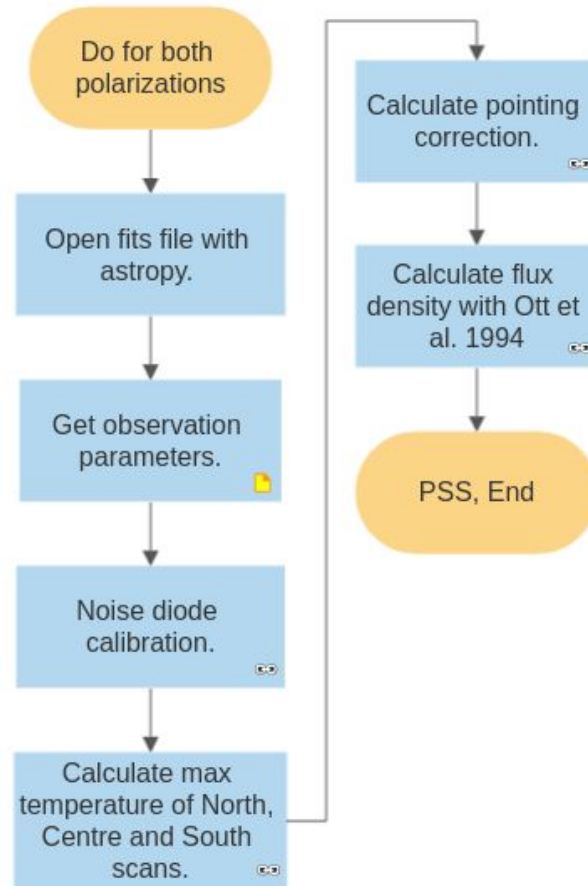 Do for both
polarizations
Open fits file with
astropy.
Get observation
parameters.
Noise diode
calibration.
Calculate max
temperature of North,
Centre and South
scans.
Calculate pointing
correction.
Calculate flux
density with Ott et
al. 1994
PSS, End